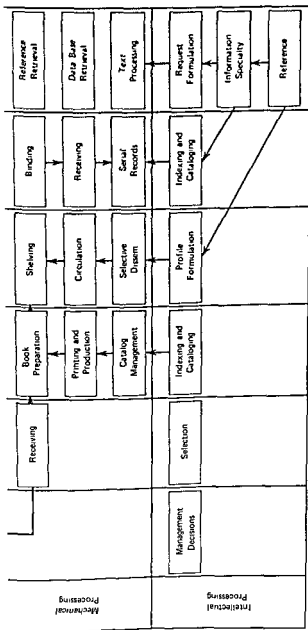 Reference
Retrieval
Data Base
Retrieval
Text
Processing
Request
Formulation
Information
Specialty
Reference
Binding
Receiving
Serial
Records
Indexing and
Cataloging
Shelving
Circulation
Selective
Dissem
Profile
Formulation
Book
Preparation
Printing and
Production
Catalog
Management
Indexing and
Cataloging
Receiving
Selection
Management
Decisions
Mechanical
Processing
Intellectual
Processing